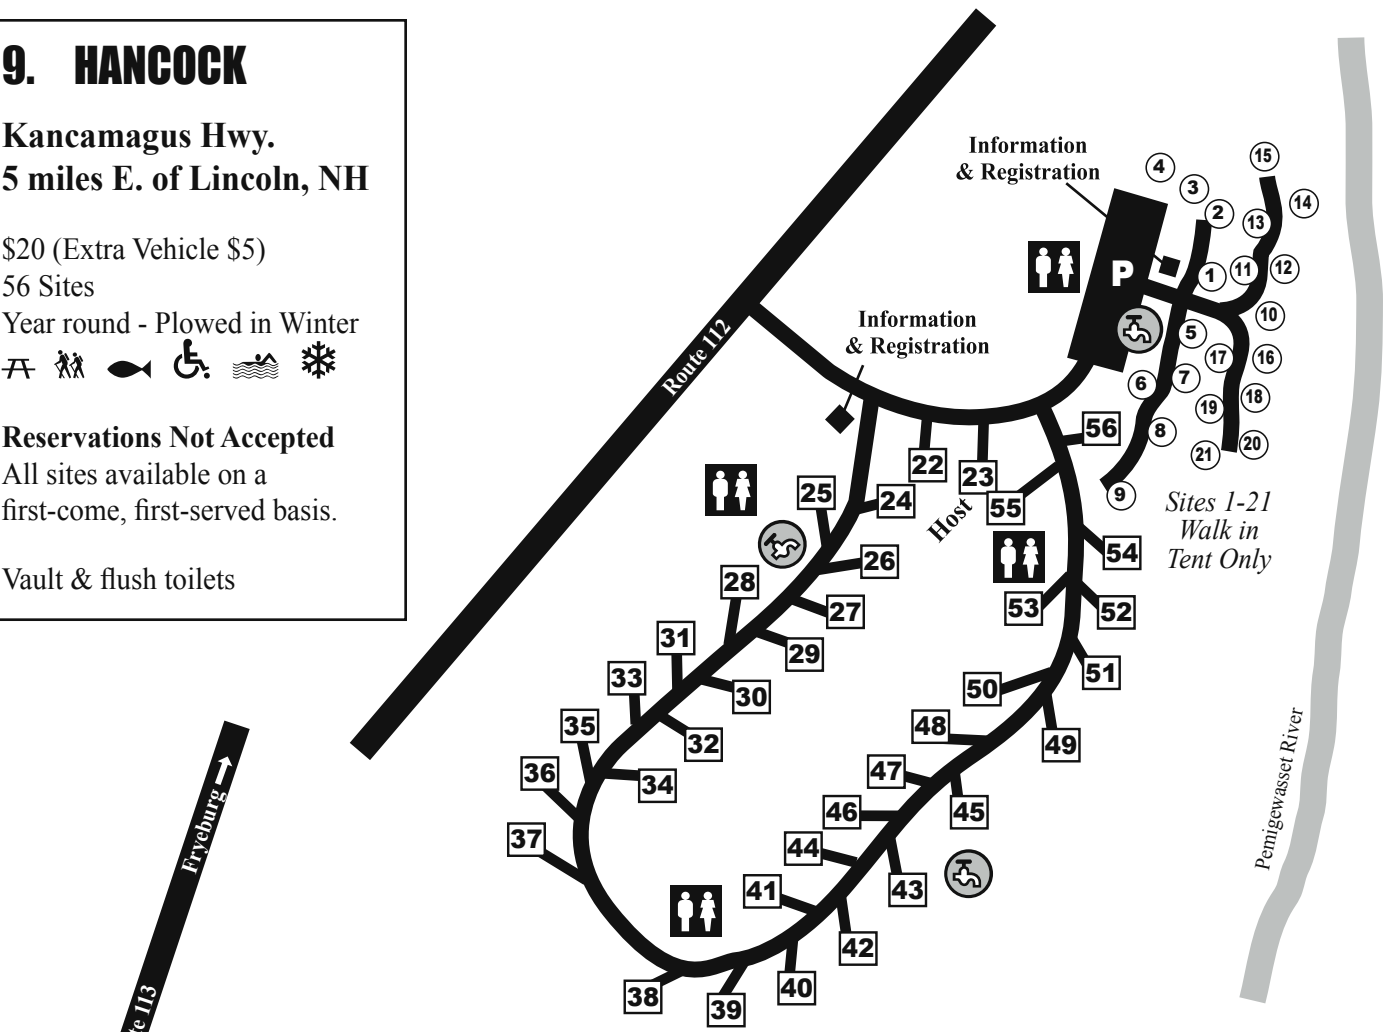 9. HANCOCK
Kancamagus Hwy.
5 miles E. of Lincoln, NH
$20 (Extra Vehicle $5)
56 Sites
Year round - Plowed in Winter
Reservations Not Accepted
All sites available on a
first-come, first-served basis.
Vault & flush toilets
Information
& Registration
Information
& Registration
Route 112
P
4
3
2
15
14
13
1
11
12
10
5
17
16
6
7
18
19
8
20
21
9
Sites 1-21
Walk in
Tent Only
22
23
Host
24
25
26
27
28
29
30
31
32
33
34
35
36
37
38
39
40
41
42
43
44
45
46
47
48
49
50
51
52
53
54
55
56
Pemigewasset River
Fryeburg
113